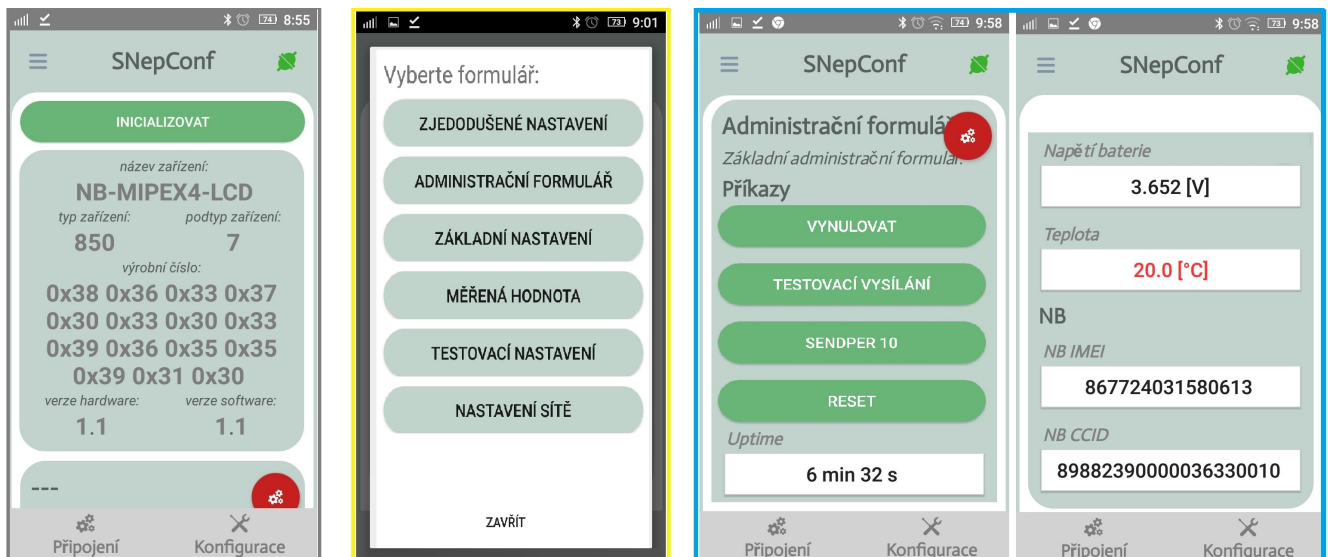 74 8:55
SNepConf
INICIALIZOVAT
název zařízení:
NB-MIPEX4-LCD
typ zařízení: podtyp zařízení:
850 7
výrobní číslo:
0x38 0x36 0x33 0x37
0x30 0x33 0x30 0x33
0x39 0x36 0x35 0x35
0x39 0x31 0x30
verze hardware: verze software:
1.1 1.1
---
Připojení Konfigurace
73 9:01
Vyberte formulář:
ZJEDODUŠENÉ NASTAVENÍ
ADMINISTRAČNÍ FORMULÁŘ
ZÁKLADNÍ NASTAVENÍ
MĚŘENÁ HODNOTA
TESTOVACÍ NASTAVENÍ
NASTAVENÍ SÍTĚ
ZAVŘÍT
74 9:58
SNepConf
Administrační formulář
Základní administrační formulář.
Příkazy
VYNULOVAT
TESTOVACÍ VYSÍLÁNÍ
SENDPER 10
RESET
Uptime
6 min 32 s
Připojení Konfigurace
73 9:58
SNepConf
Napětí baterie
3.652 [V]
Teplota
20.0 [°C]
NB
NB IMEI
867724031580613
NB CCID
89882390000036330010
Připojení Konfigurace